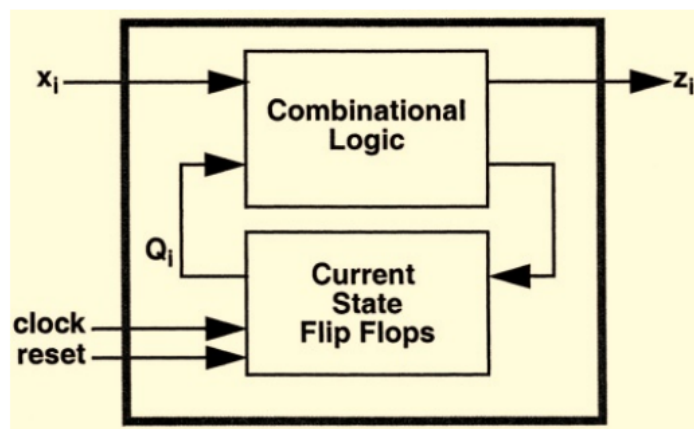 xi
zi
Combinational
Logic
Qi
Current
State
Flip Flops
clock
reset